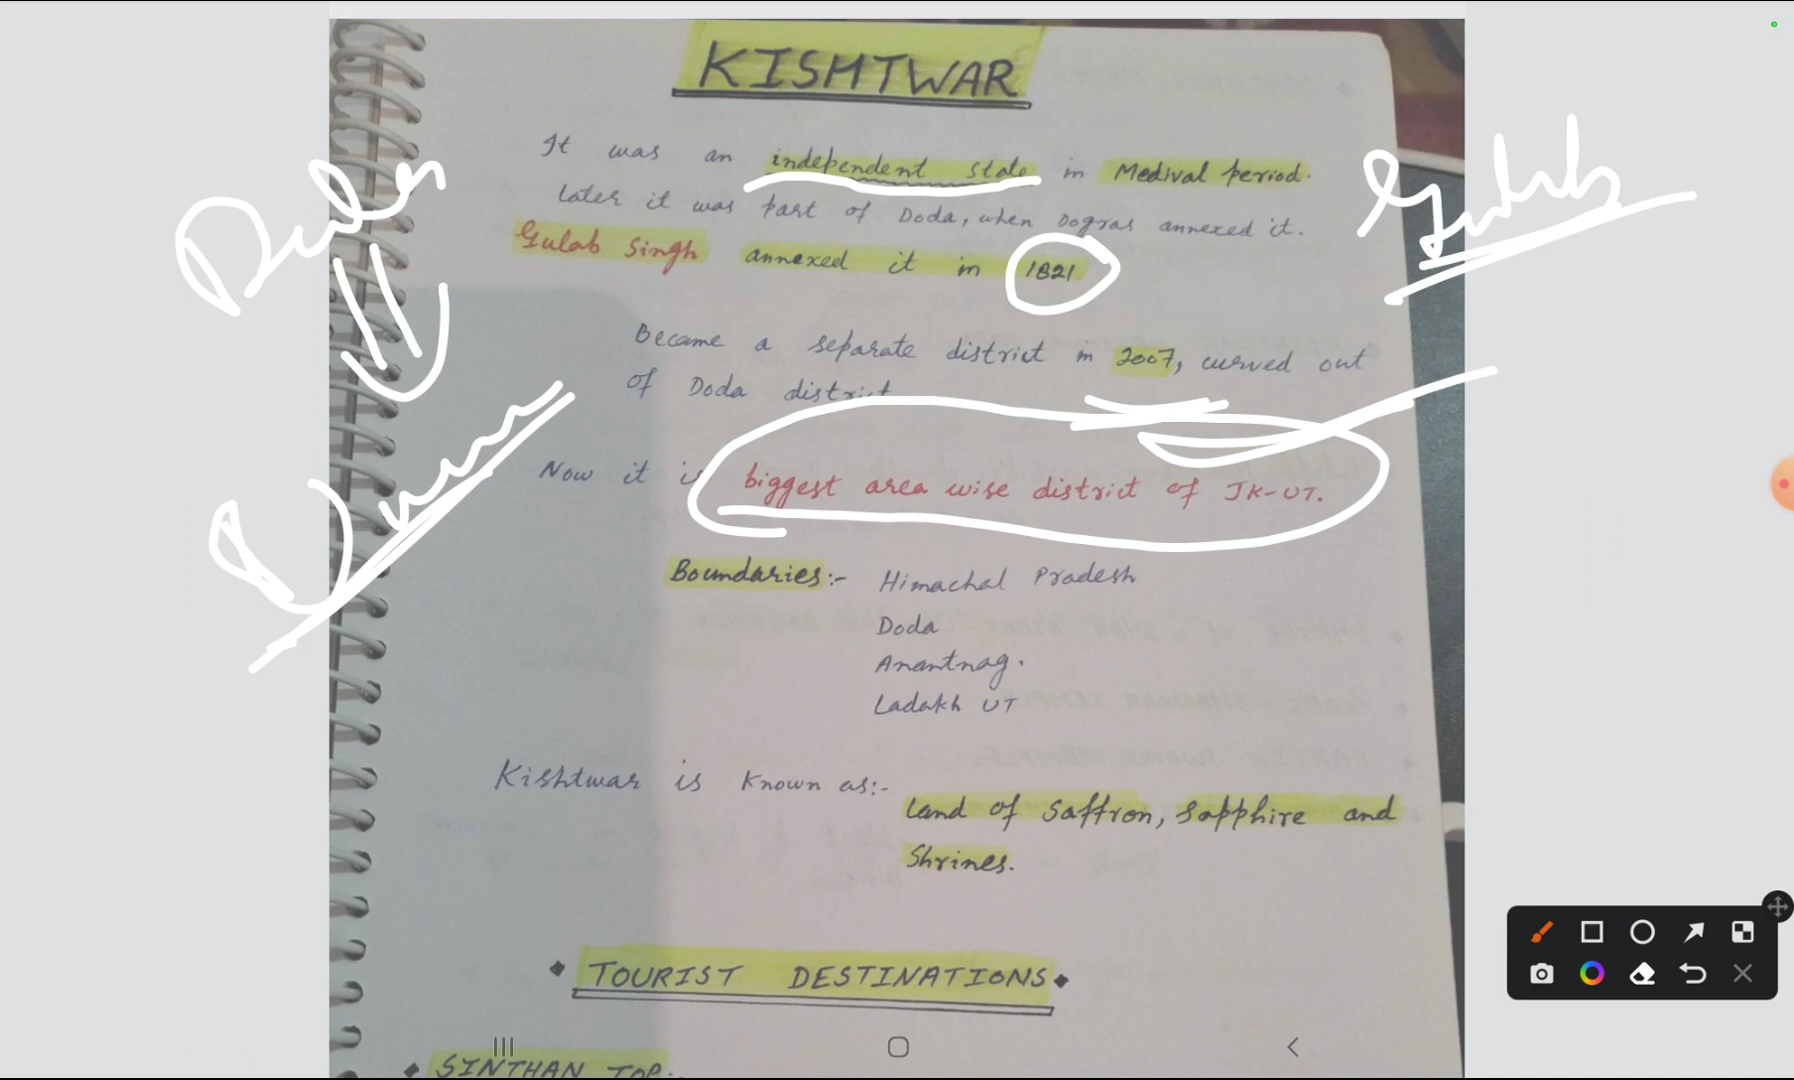 KISHTWAR
It was an independent state in Medival period.
Later it was part of Doda, when Dogras annexed it.
Gulab Singh annexed it in 1821
Became a separate district in 2007, curved out
of Doda district
Now it is biggest area wise district of JK-UT.
Boundaries:- Himachal Pradesh
Doda
Anantnag.
Ladakh UT
Kishtwar is known as:-
Land of Saffron, Sapphire and
Shrines.
TOURIST DESTINATIONS
SINTHAN TOP:-
Gulab